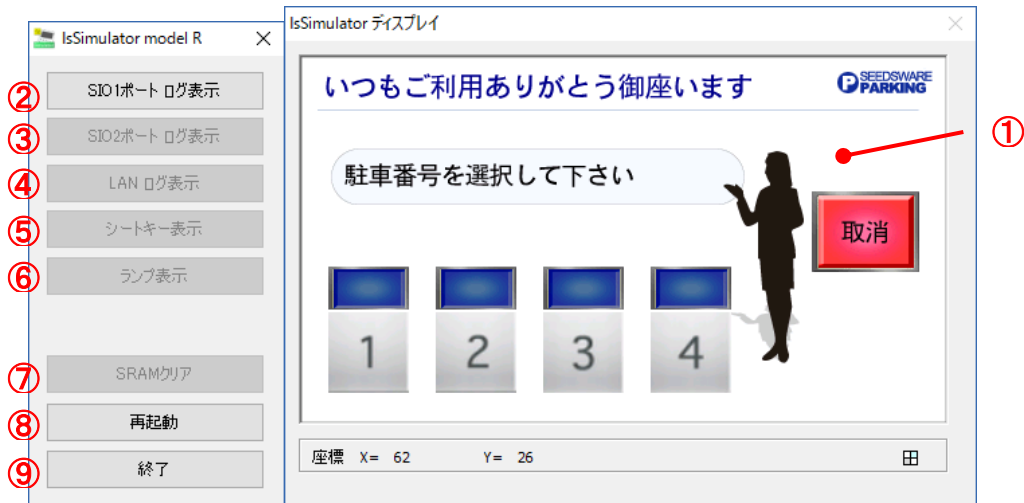 IsSimulator model R
② SIO1ポート ログ表示
③ SIO2ポート ログ表示
④ LAN ログ表示
⑤ シートキー表示
⑥ ランプ表示
⑦ SRAMクリア
⑧ 再起動
⑨ 終了
IsSimulator ディスプレイ
いつもご利用ありがとう御座います
P SEEDSWARE
PARKING
①
駐車番号を選択して下さい
取消
1 2 3 4
座標 X= 62 Y= 26